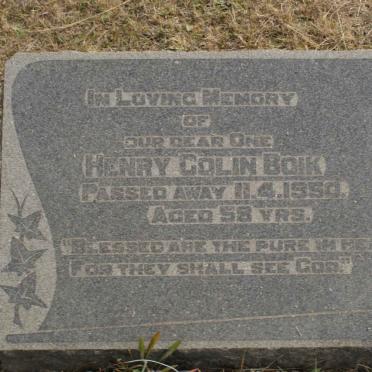 In Loving Memory
of
our dear one
Henry Colin Boik
Passed away 11.4.1950.
Aged 58 yrs.
"Blessed are the pure in he
For they shall see God."